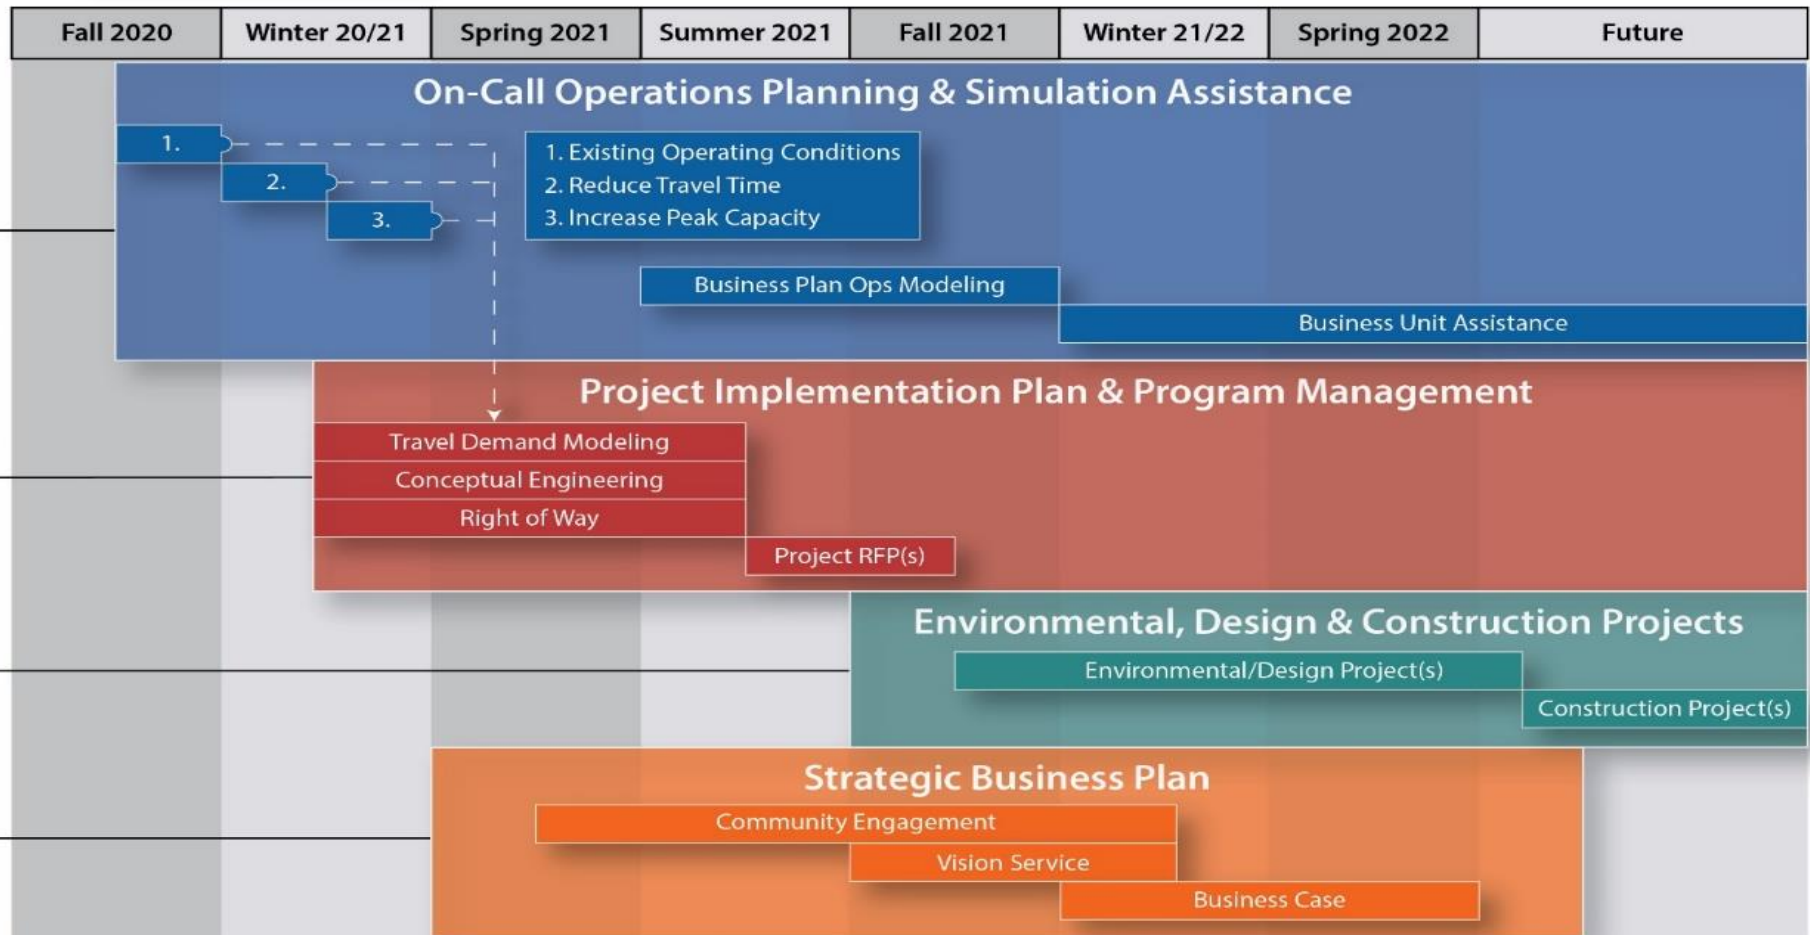 Fall 2020
Winter 20/21
Spring 2021
Summer 2021
Fall 2021
Winter 21/22
Spring 2022
Future
On-Call Operations Planning & Simulation Assistance
1.
2.
3.
1. Existing Operating Conditions
2. Reduce Travel Time
3. Increase Peak Capacity
Business Plan Ops Modeling
Business Unit Assistance
Project Implementation Plan & Program Management
Travel Demand Modeling
Conceptual Engineering
Right of Way
Project RFP(s)
Environmental, Design & Construction Projects
Environmental/Design Project(s)
Construction Project(s)
Strategic Business Plan
Community Engagement
Vision Service
Business Case